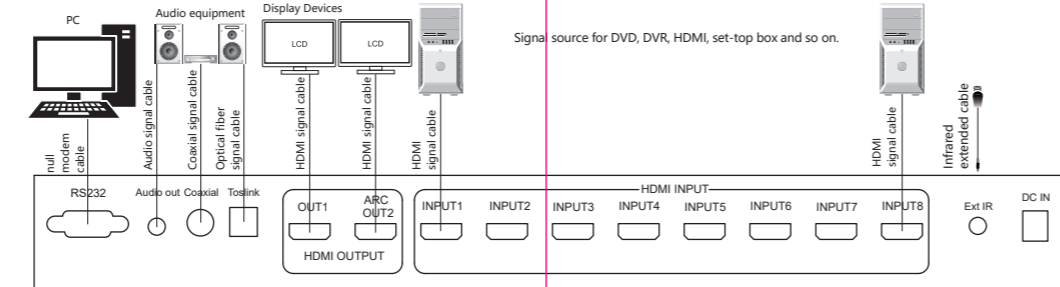 PC
Audio equipment
Display Devices
LCD
LCD
Signal source for DVD, DVR, HDMI, set-top box and so on.
null
modem
cable
Audio signal cable
Coaxial signal cable
Optical fiber
signal cable
HDMI signal cable
HDMI signal cable
HDMI
signal cable
HDMI
signal cable
Infrared
extended cable
RS232
Audio out
Coaxial
Toslink
OUT1
ARC
OUT2
HDMI OUTPUT
HDMI INPUT
INPUT1
INPUT2
INPUT3
INPUT4
INPUT5
INPUT6
INPUT7
INPUT8
Ext IR
DC IN